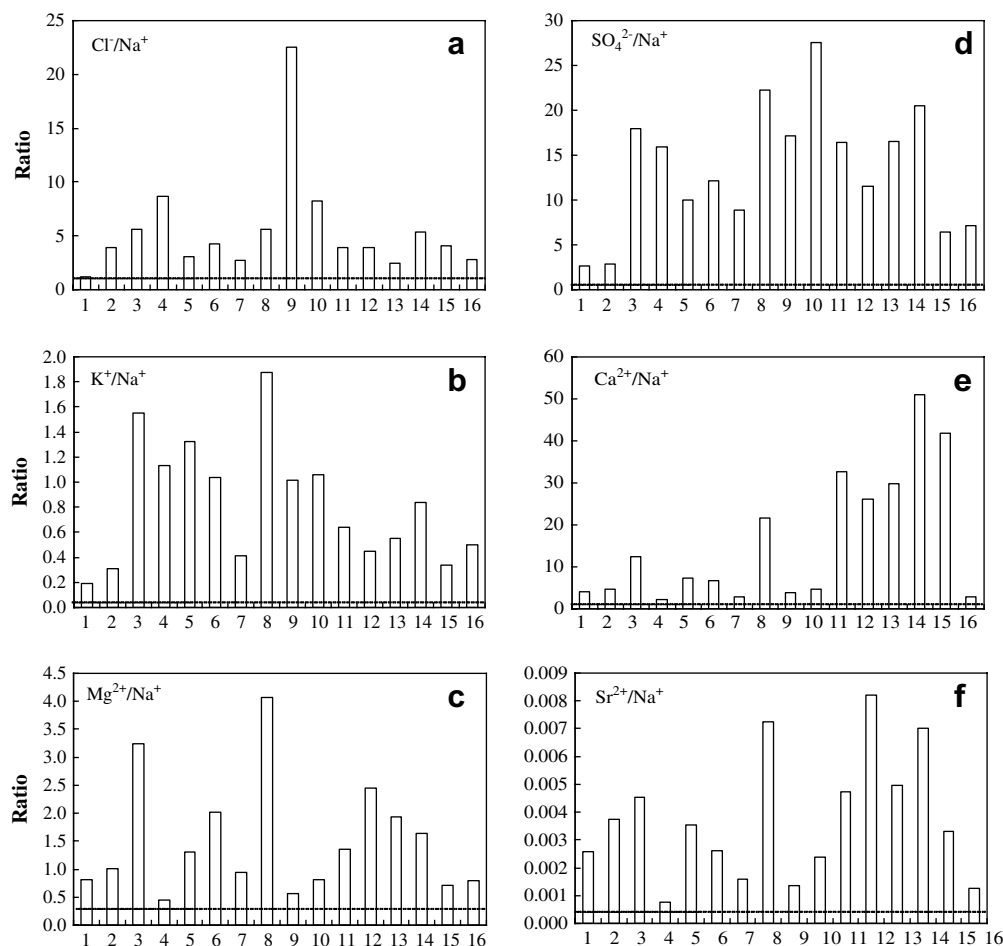 Cl⁻/Na⁺
a
Ratio
25
20
15
10
5
0
1 2 3 4 5 6 7 8 9 10 11 12 13 14 15 16
SO₄²⁻/Na⁺
d
30
25
20
15
10
5
0
1 2 3 4 5 6 7 8 9 10 11 12 13 14 15 16
K⁺/Na⁺
b
Ratio
2.0
1.8
1.6
1.4
1.2
1.0
0.8
0.6
0.4
0.2
0.0
1 2 3 4 5 6 7 8 9 10 11 12 13 14 15 16
Ca²⁺/Na⁺
e
60
50
40
30
20
10
0
1 2 3 4 5 6 7 8 9 10 11 12 13 14 15 16
Mg²⁺/Na⁺
c
Ratio
4.5
4.0
3.5
3.0
2.5
2.0
1.5
1.0
0.5
0.0
1 2 3 4 5 6 7 8 9 10 11 12 13 14 15 16
Sr²⁺/Na⁺
f
0.009
0.008
0.007
0.006
0.005
0.004
0.003
0.002
0.001
0.000
1 2 3 4 5 6 7 8 9 10 11 12 13 14 15 16